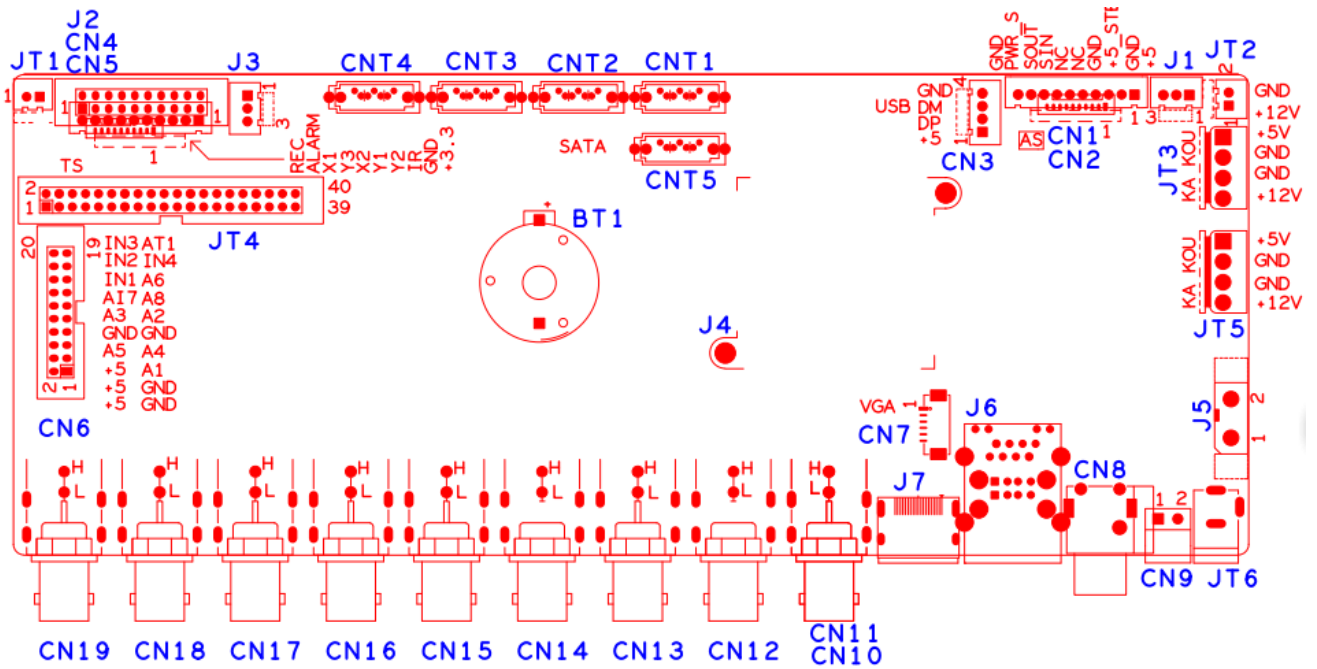 J2
CN4
CN5
JT1
J3
CNT4
CNT3
CNT2
CNT1
GND
PWR_S
SOUT
SIN
NC
NC
GND
+5_STB
GND
+5
J1
JT2
2
GND
+12V
1
1
1
1
1
1
3
REC
ALARM
X1
Y3
X2
Y1
Y2
IR
GND
+3.3
SATA
CNT5
4
GND
USB DM
DP
+5
1
CN3
AS
CN1
CN2
1
1
3
JT3
KA KOU
+5V
GND
GND
+12V
TS
2
1
40
39
JT4
BT1
+
20
19
IN3 AT1
IN2 IN4
IN1 A6
AI7 A8
A3 A2
GND GND
A5 A4
+5 A1
+5 GND
+5 GND
2
1
CN6
J4
KA KOU
+5V
GND
GND
+12V
JT5
VGA 1
CN7
J6
J5
2
1
H
L
H
L
H
L
H
L
H
L
H
L
H
L
H
L
H
L
J7
CN8
1 2
CN9
JT6
CN19
CN18
CN17
CN16
CN15
CN14
CN13
CN12
CN11
CN10